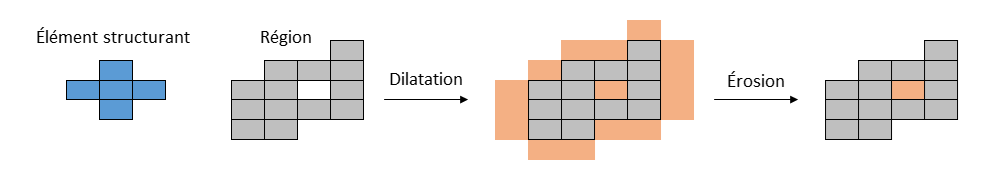 Élément structurant
Région
Dilatation
Érosion